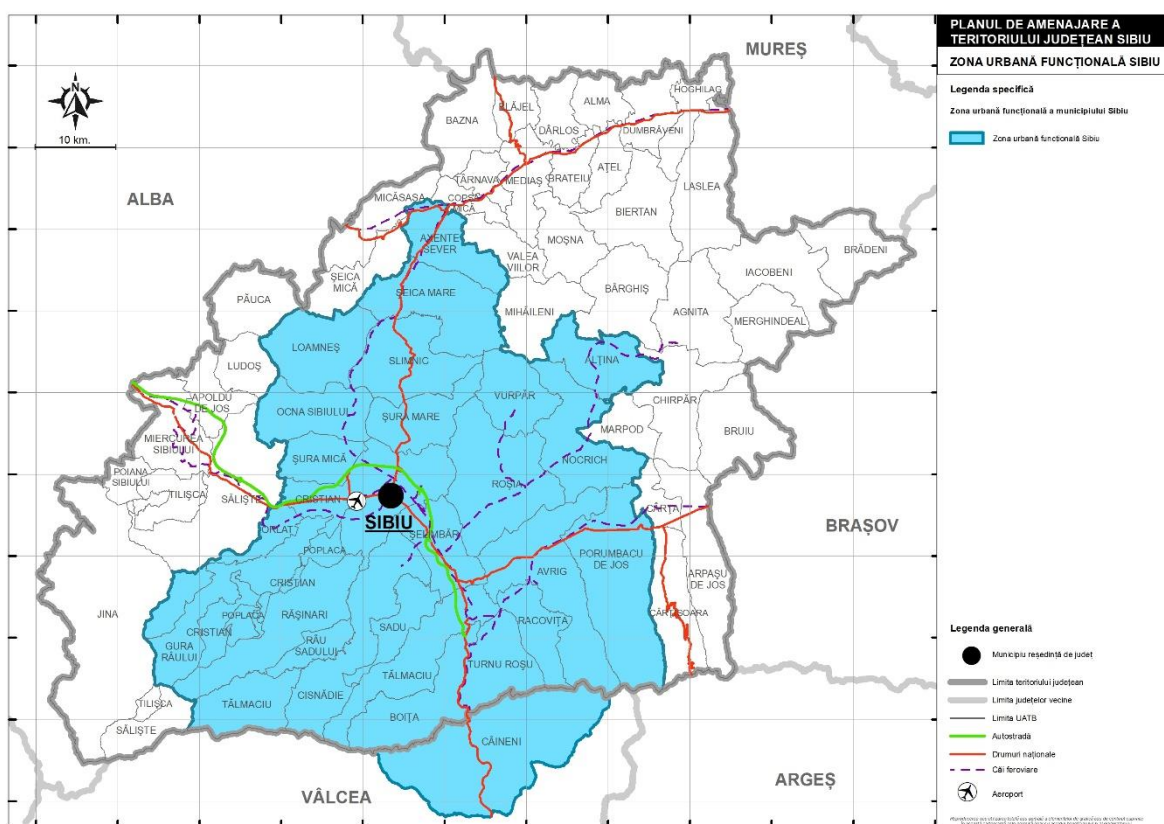 PLANUL DE AMENAJARE A
TERITORIULUI JUDEȚEAN SIBIU
ZONA URBANĂ FUNCȚIONALĂ SIBIU
Legenda specifică
Zona urbană funcțională a municipiului Sibiu
Zona urbană funcțională Sibiu
N
10 km.
MUREȘ
ALBA
BRAȘOV
ARGEȘ
VÂLCEA
HOGHILAG
BLĂJEL
ALMA
BAZNA
DÂRLOS
DUMBRĂVENI
ȚÂRNAVA
MEDIAȘ
BRATEIU
AȚEL
LASLEA
MICĂSASA
COPȘA
MICĂ
BIERTAN
AXENTE
SEVER
MOȘNA
VALEA
VIILOR
BRĂDENI
ȘEICA
MICĂ
IACOBENI
PĂUCA
ȘEICA MARE
BÂRGHIȘ
MIHĂILENI
AGNITA
MERGHINDEAL
LOAMNEȘ
LUDOȘ
SLIMNIC
ALȚINA
APOLDU
DE JOS
OCNA SIBIULUI
ȘURA MARE
VURPĂR
CHIRPĂR
MARPOD
BRUIU
MIERCUREA
SIBIULUI
ȘURA MICĂ
NOCRICH
POIANA
SIBIULUI
TILIȘCA
SĂLIȘTE
CRISTIAN
ROȘIA
SIBIU
CÂRȚA
ORLAT
ȘELIMBĂR
POPLACA
PORUMBACU
DE JOS
AVRIG
ARPAȘU
DE JOS
CRISTIAN
JINA
POPLACA
RĂȘINARI
CÂRȚIȘOARA
RACOVIȚA
SADU
CRISTIAN
GURA
RÂULUI
RÂU
SADULUI
TURNU ROȘU
TĂLMACIU
CISNĂDIE
TILIȘCA
TĂLMACIU
BOIȚA
SĂLIȘTE
CÂINENI
Legenda generală
Municipiu reședință de județ
Limita teritoriului județean
Limita județelor vecine
Limita UATB
Autostradă
Drumuri naționale
Căi feroviare
Aeroport